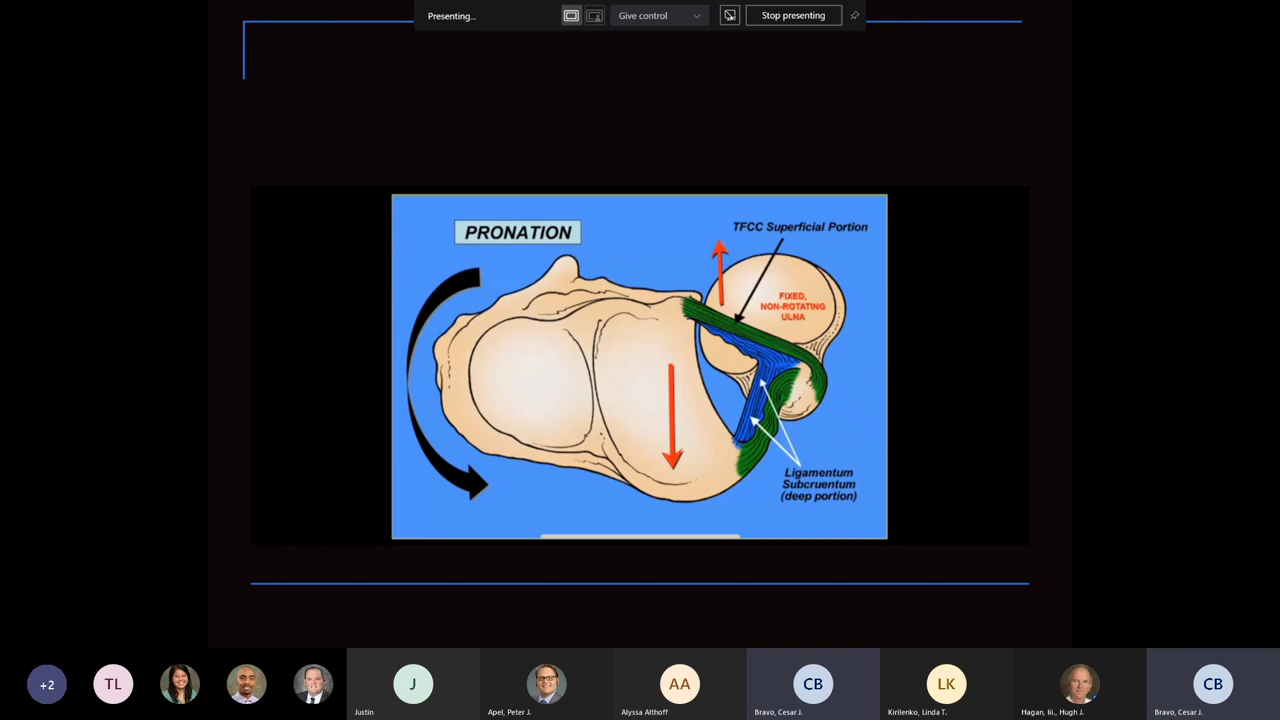 Presenting...
Give control
Stop presenting
PRONATION
TFCC Superficial Portion
FIXED,
NON-ROTATING
ULNA
Ligamentum
Subcruentum
(deep portion)
+2
TL
J
AA
CB
LK
CB
Justin
Apel, Peter J.
Alyssa Althoff
Bravo, Cesar J.
Kirilenko, Linda T.
Hagan, Iii., Hugh J.
Bravo, Cesar J.